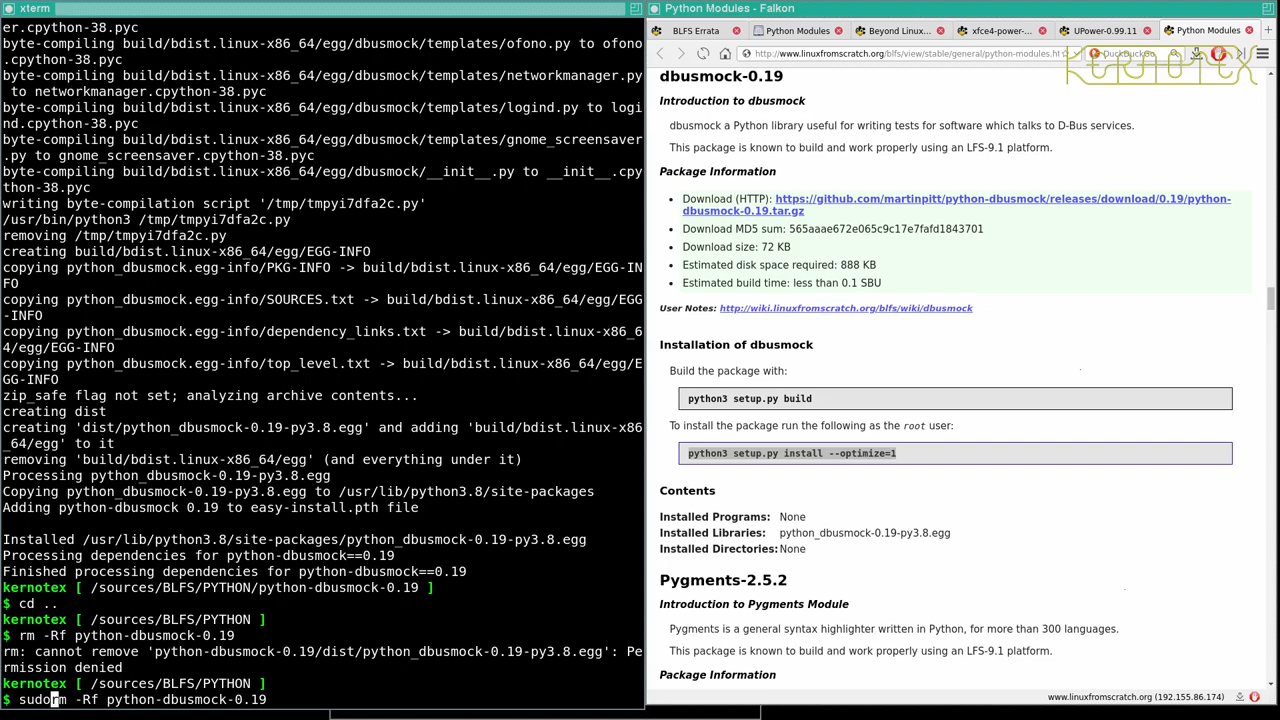 xterm
er.cpython-38.pyc
byte-compiling build/bdist.linux-x86_64/egg/dbusmock/templates/ofono.py to ofono
.cpython-38.pyc
byte-compiling build/bdist.linux-x86_64/egg/dbusmock/templates/networkmanager.py
 to networkmanager.cpython-38.pyc
byte-compiling build/bdist.linux-x86_64/egg/dbusmock/templates/logind.py to logi
nd.cpython-38.pyc
byte-compiling build/bdist.linux-x86_64/egg/dbusmock/templates/gnome_screensaver
.py to gnome_screensaver.cpython-38.pyc
byte-compiling build/bdist.linux-x86_64/egg/dbusmock/__init__.py to __init__.cpy
thon-38.pyc
writing byte-compilation script '/tmp/tmpyi7dfa2c.py'
/usr/bin/python3 /tmp/tmpyi7dfa2c.py
removing /tmp/tmpyi7dfa2c.py
creating build/bdist.linux-x86_64/egg/EGG-INFO
copying python_dbusmock.egg-info/PKG-INFO -> build/bdist.linux-x86_64/egg/EGG-IN
FO
copying python_dbusmock.egg-info/SOURCES.txt -> build/bdist.linux-x86_64/egg/EGG
-INFO
copying python_dbusmock.egg-info/dependency_links.txt -> build/bdist.linux-x86_6
4/egg/EGG-INFO
copying python_dbusmock.egg-info/top_level.txt -> build/bdist.linux-x86_64/egg/E
GG-INFO
zip_safe flag not set; analyzing archive contents...
creating dist
creating 'dist/python_dbusmock-0.19-py3.8.egg' and adding 'build/bdist.linux-x86
_64/egg' to it
removing 'build/bdist.linux-x86_64/egg' (and everything under it)
Processing python_dbusmock-0.19-py3.8.egg
Copying python_dbusmock-0.19-py3.8.egg to /usr/lib/python3.8/site-packages
Adding python-dbusmock 0.19 to easy-install.pth file
Installed /usr/lib/python3.8/site-packages/python_dbusmock-0.19-py3.8.egg
Processing dependencies for python-dbusmock==0.19
Finished processing dependencies for python-dbusmock==0.19
kernotex [ /sources/BLFS/PYTHON/python-dbusmock-0.19 ]
$ cd ..
kernotex [ /sources/BLFS/PYTHON ]
$ rm -Rf python-dbusmock-0.19
rm: cannot remove 'python-dbusmock-0.19/dist/python_dbusmock-0.19-py3.8.egg': Pe
rmission denied
kernotex [ /sources/BLFS/PYTHON ]
$ sudorm -Rf python-dbusmock-0.19
Python Modules - Falkon
BLFS Errata
Python Modules
Beyond Linux...
xfce4-power-...
UPower-0.99.11
Python Modules
http://www.linuxfromscratch.org/blfs/view/stable/general/python-modules.ht
DuckDuckGo
KERNOTEX
dbusmock-0.19
Introduction to dbusmock
dbusmock a Python library useful for writing tests for software which talks to D-Bus services.
This package is known to build and work properly using an LFS-9.1 platform.
Package Information
• Download (HTTP): https://github.com/martinpitt/python-dbusmock/releases/download/0.19/python-
dbusmock-0.19.tar.gz
• Download MD5 sum: 565aaae672e065c9c17e7fafd1843701
• Download size: 72 KB
• Estimated disk space required: 888 KB
• Estimated build time: less than 0.1 SBU
User Notes: http://wiki.linuxfromscratch.org/blfs/wiki/dbusmock
Installation of dbusmock
Build the package with:
python3 setup.py build
To install the package run the following as the root user:
python3 setup.py install --optimize=1
Contents
Installed Programs: None
Installed Libraries: python_dbusmock-0.19-py3.8.egg
Installed Directories: None
Pygments-2.5.2
Introduction to Pygments Module
Pygments is a general syntax highlighter written in Python, for more than 300 languages.
This package is known to build and work properly using an LFS-9.1 platform.
Package Information
www.linuxfromscratch.org (192.155.86.174)